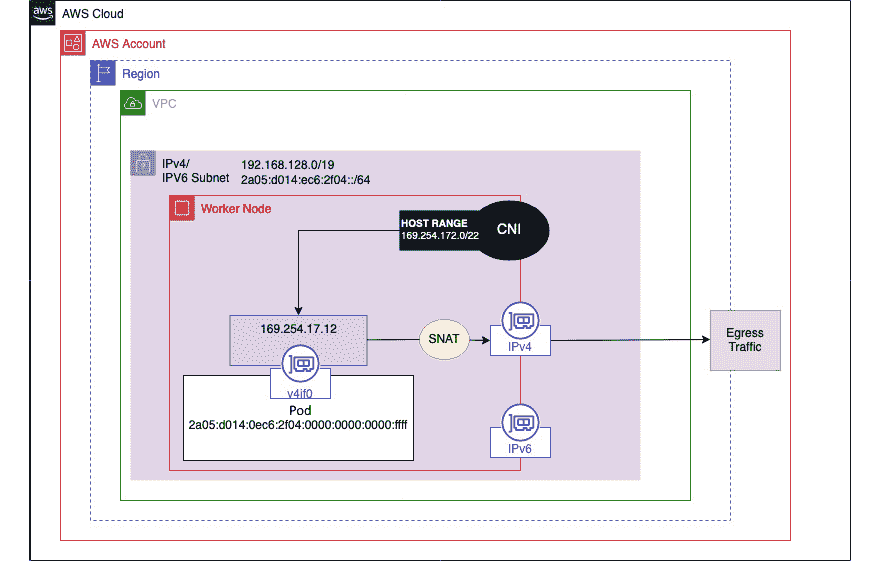 aws
AWS Cloud
AWS Account
Region
VPC
IPv4/
IPV6 Subnet
192.168.128.0/19
2a05:d014:ec6:2f04::/64
Worker Node
HOST RANGE
169.254.172.0/22
CNI
169.254.17.12
SNAT
IPv4
Egress
Traffic
v4if0
Pod
2a05:d014:0ec6:2f04:0000:0000:0000:ffff
IPv6